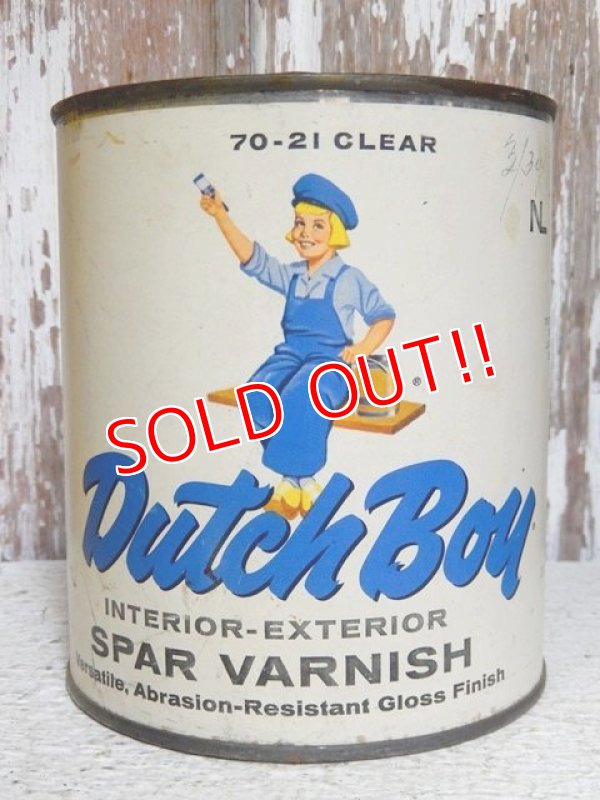 70-21 CLEAR
SOLD OUT!!
®
Dutch Boy
INTERIOR-EXTERIOR
SPAR VARNISH
Versatile, Abrasion-Resistant Gloss Finish